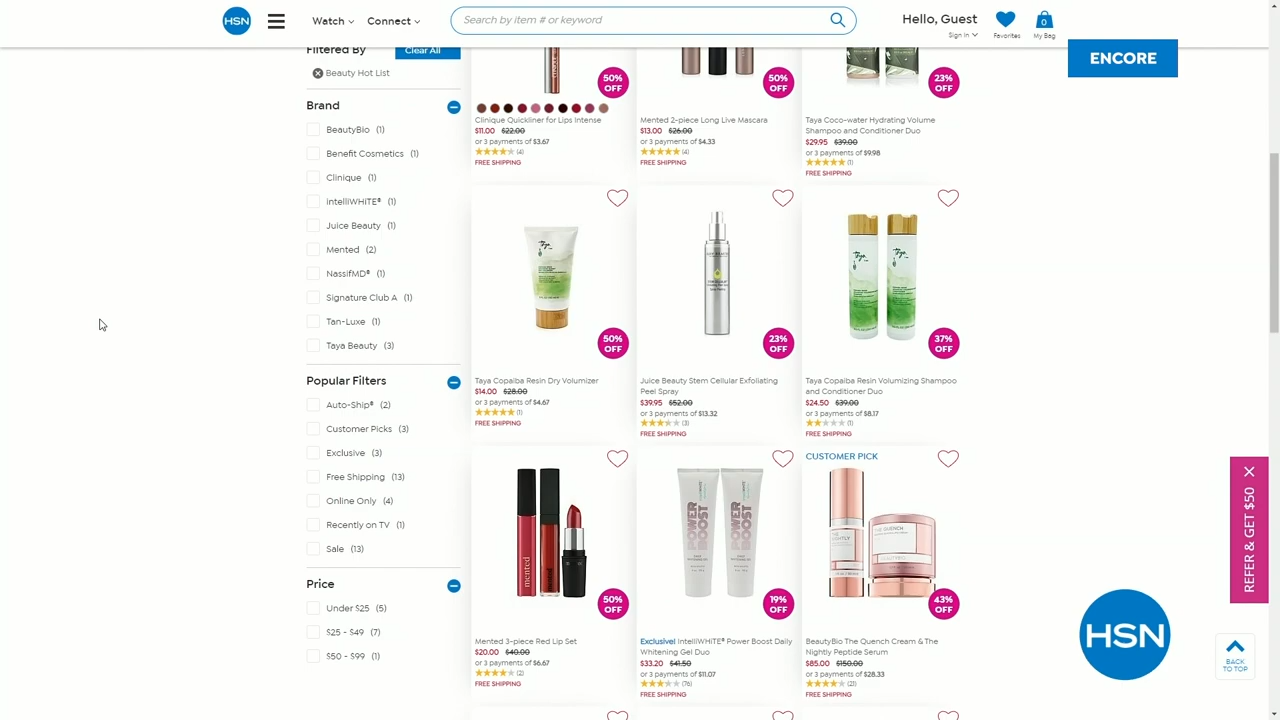 HSN
Watch
Connect
Search by item # or keyword
Hello, Guest
Sign In
Favorites
0
My Bag
ENCORE
Filtered By
Clear All
Beauty Hot List
Brand
BeautyBio (1)
Benefit Cosmetics (1)
Clinique (1)
intelliWHITE® (1)
Juice Beauty (1)
Mented (2)
NassifMD® (1)
Signature Club A (1)
Tan-Luxe (1)
Taya Beauty (3)
Popular Filters
Auto-Ship® (2)
Customer Picks (3)
Exclusive (3)
Free Shipping (13)
Online Only (4)
Recently on TV (1)
Sale (13)
Price
Under $25 (5)
$25 - $49 (7)
$50 - $99 (1)
50% OFF
Clinique Quickliner for Lips Intense
$11.00 $22.00
or 3 payments of $3.67
(4)
FREE SHIPPING
50% OFF
Mented 2-piece Long Live Mascara
$13.00 $26.00
or 3 payments of $4.33
(4)
FREE SHIPPING
23% OFF
Taya Coco-water Hydrating Volume
Shampoo and Conditioner Duo
$29.95 $39.00
or 3 payments of $9.98
(1)
FREE SHIPPING
taya
50% OFF
Taya Copaiba Resin Dry Volumizer
$14.00 $28.00
or 3 payments of $4.67
(1)
FREE SHIPPING
23% OFF
Juice Beauty Stem Cellular Exfoliating
Peel Spray
$39.95 $52.00
or 3 payments of $13.32
(3)
FREE SHIPPING
taya
taya
37% OFF
Taya Copaiba Resin Volumizing Shampoo
and Conditioner Duo
$24.50 $39.00
or 3 payments of $8.17
(1)
FREE SHIPPING
mented
50% OFF
Mented 3-piece Red Lip Set
$20.00 $40.00
or 3 payments of $6.67
(2)
FREE SHIPPING
POWER BOOST
POWER BOOST
19% OFF
Exclusive! IntelliWHITE® Power Boost Daily
Whitening Gel Duo
$33.20 $41.50
or 3 payments of $11.07
(76)
FREE SHIPPING
CUSTOMER PICK
THE QUENCH
43% OFF
BeautyBio The Quench Cream & The
Nightly Peptide Serum
$85.00 $150.00
or 3 payments of $28.33
(21)
FREE SHIPPING
REFER & GET $50
HSN
BACK
TO TOP